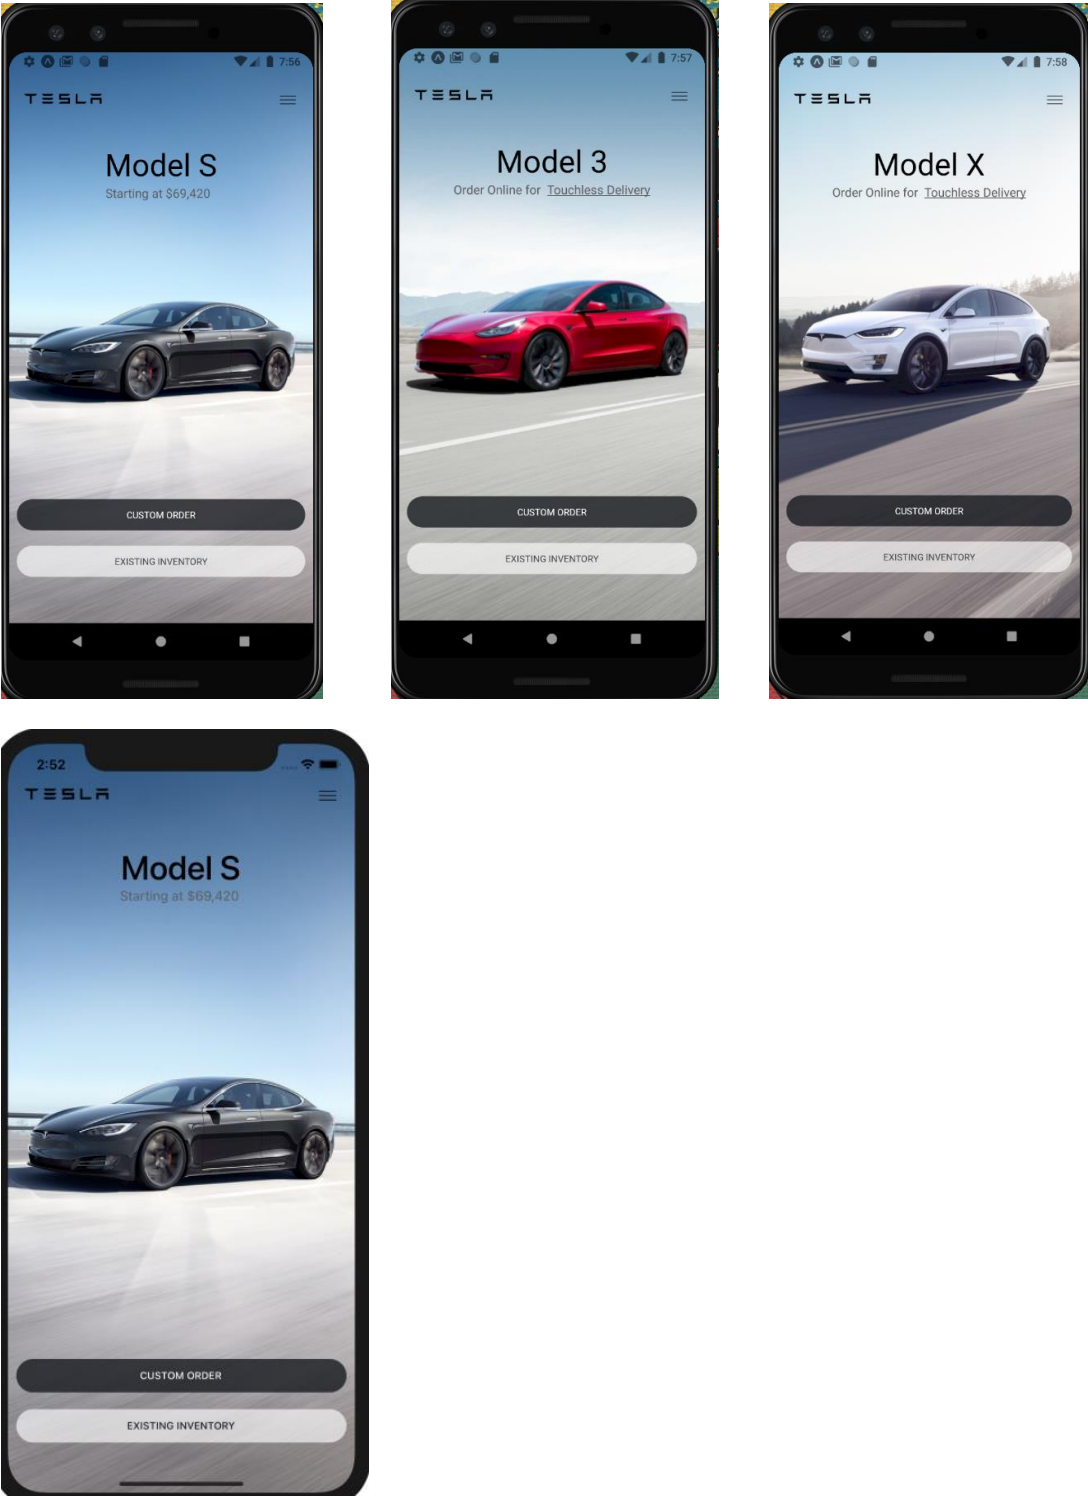 7:56
TESLA
Model S
Starting at $69,420
CUSTOM ORDER
EXISTING INVENTORY
7:57
TESLA
Model 3
Order Online for Touchless Delivery
CUSTOM ORDER
EXISTING INVENTORY
7:58
TESLA
Model X
Order Online for Touchless Delivery
CUSTOM ORDER
EXISTING INVENTORY
2:52
TESLA
Model S
Starting at $69,420
CUSTOM ORDER
EXISTING INVENTORY